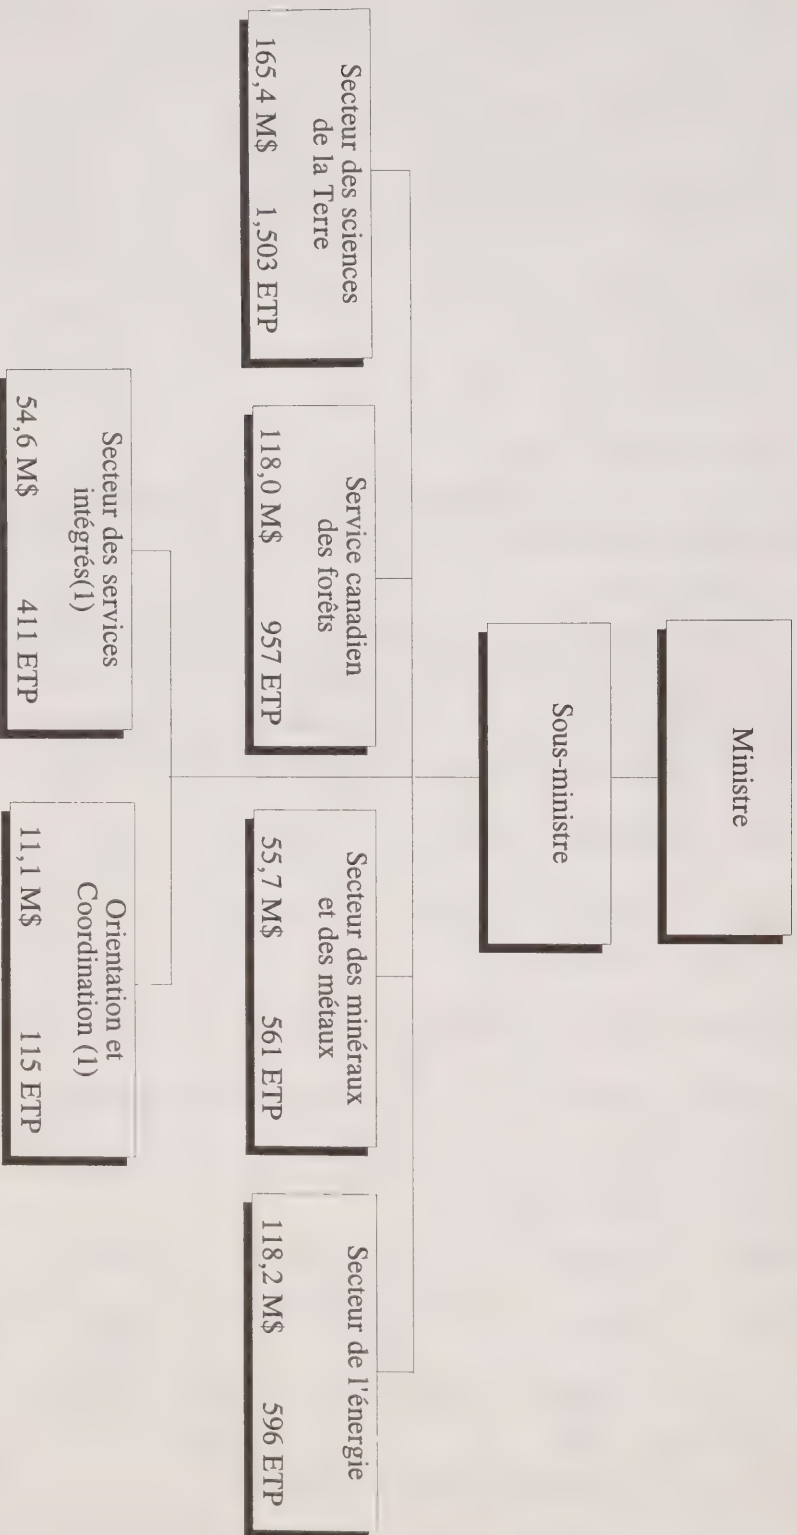 Ministre
Sous-ministre
Secteur des sciences
de la Terre
165,4 M$ 1,503 ETP
Service canadien
des forêts
118,0 M$ 957 ETP
Secteur des minéraux
et des métaux
55,7 M$ 561 ETP
Secteur de l'énergie
118,2 M$ 596 ETP
Secteur des services
intégrés(1)
54,6 M$ 411 ETP
Orientation et
Coordination (1)
11,1 M$ 115 ETP